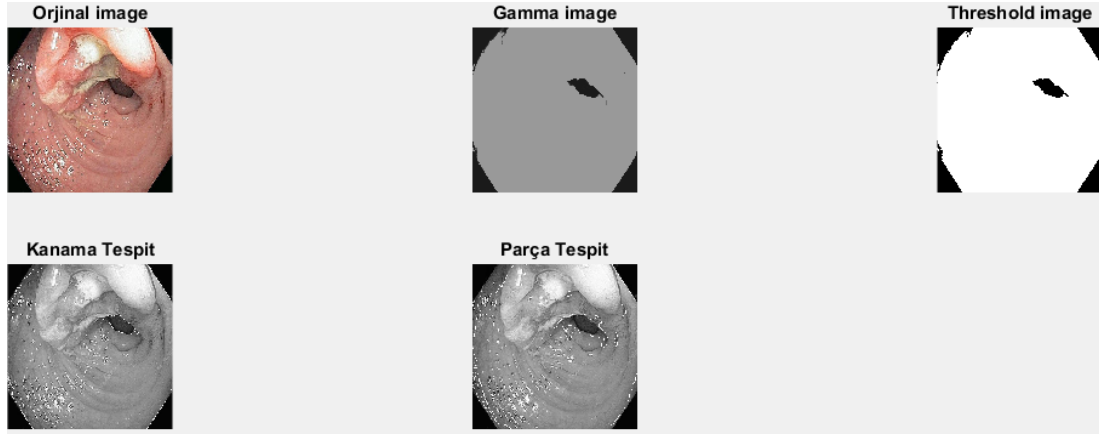 Orjinal image
Gamma image
Threshold image
Kanama Tespit
Parça Tespit